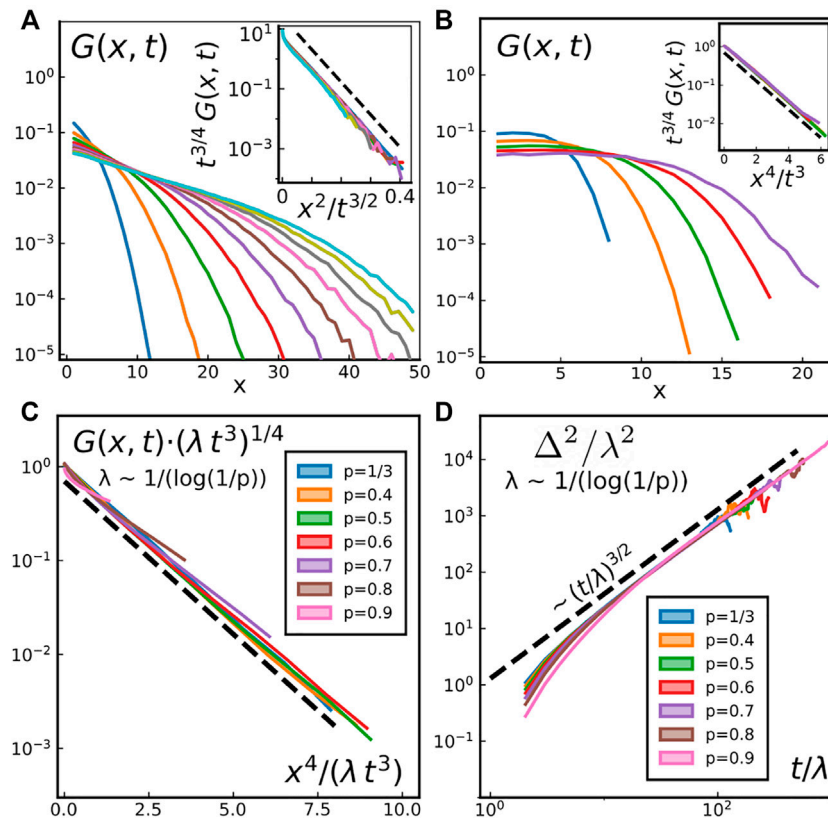 A
G(x, t)
10^0
10^-1
10^-2
10^-3
10^-4
10^-5
0
10
20
30
40
50
x
t^{3/4} G(x, t)
10^1
10^-1
10^-3
0
0.4
x^2/t^{3/2}
B
G(x, t)
10^0
10^-1
10^-2
10^-3
10^-4
10^-5
0
5
10
15
20
x
t^{3/4} G(x, t)
10^0
10^-2
0
2
4
6
x^4/t^3
C
G(x, t)·(λ t^3)^{1/4}
λ ~ 1/(log(1/p))
p=1/3
p=0.4
p=0.5
p=0.6
p=0.7
p=0.8
p=0.9
10^0
10^-1
10^-2
10^-3
0.0
2.5
5.0
7.5
10.0
x^4/(λ t^3)
D
Δ^2/λ^2
λ ~ 1/(log(1/p))
~(t/λ)^{3/2}
p=1/3
p=0.4
p=0.5
p=0.6
p=0.7
p=0.8
p=0.9
10^4
10^3
10^2
10^1
10^0
10^-1
10^0
10^2
t/λ